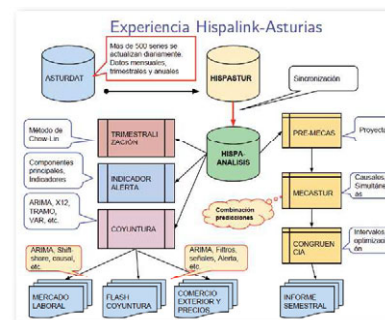 Experiencia Hispalink-Asturias
ASTURDAT
Mas de 500 series se
actualizan diariamente.
Datos mensuales,
trimestrales y anuales
HISPASTUR
Sincronización
Método de
Chow-Lin
TRIMESTRALI
ZACIÓN
HISPA-
ANALISIS
PRE-MECAS
Proyecta
Componentes
principales,
Indicadores
INDICADOR
ALERTA
MECASTUR
Causales,
Simultáne
as
ARIMA, X12,
TRAMO,
VAR, etc.
COYUNTURA
Combinación
predicciones
CONGRUEN
CIA
Intervalos
optimizaci
ón
ARIMA, Shift-
share, causal,
etc.
ARIMA, Filtros,
señales, Alerta,
etc.
MERCADO
LABORAL
FLASH
COYUNTURA
COMERCIO
EXTERIOR Y
PRECIOS
INFORME
SEMESTRAL